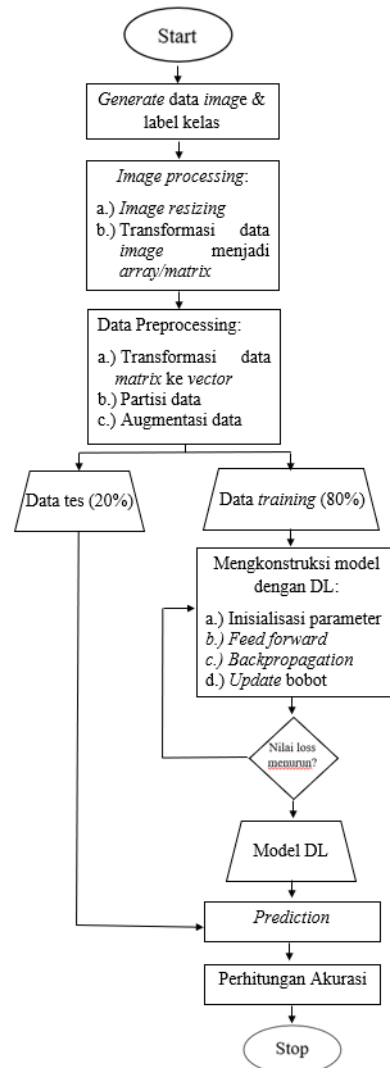 Start
Generate data image &
label kelas
Image processing:
a.) Image resizing
b.) Transformasi data
image menjadi
array/matrix
Data Preprocessing:
a.) Transformasi data
matrix ke vector
b.) Partisi data
c.) Augmentasi data
Data tes (20%)
Data training (80%)
Mengkonstruksi model
dengan DL:
a.) Inisialisasi parameter
b.) Feed forward
c.) Backpropagation
d.) Update bobot
Nilai loss
menurun?
Model DL
Prediction
Perhitungan Akurasi
Stop